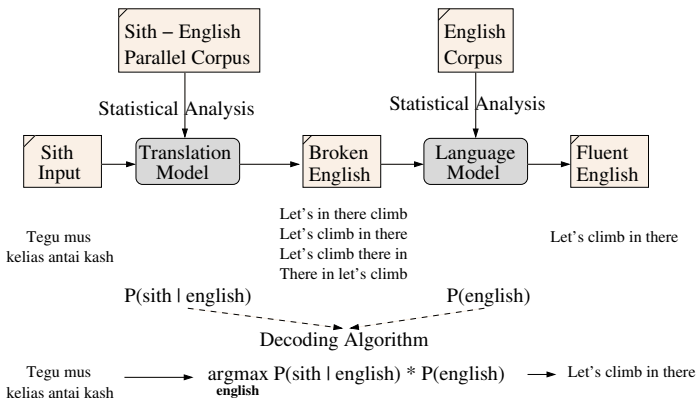 Sith – English
Parallel Corpus
English
Corpus
Statistical Analysis
Statistical Analysis
Sith
Input
Translation
Model
Broken
English
Language
Model
Fluent
English
Tegu mus
kelias antai kash
Let's in there climb
Let's climb in there
Let's climb there in
There in let's climb
Let's climb in there
P(sith | english)
P(english)
Decoding Algorithm
Tegu mus
kelias antai kash
argmax P(sith | english) * P(english)
english
Let's climb in there